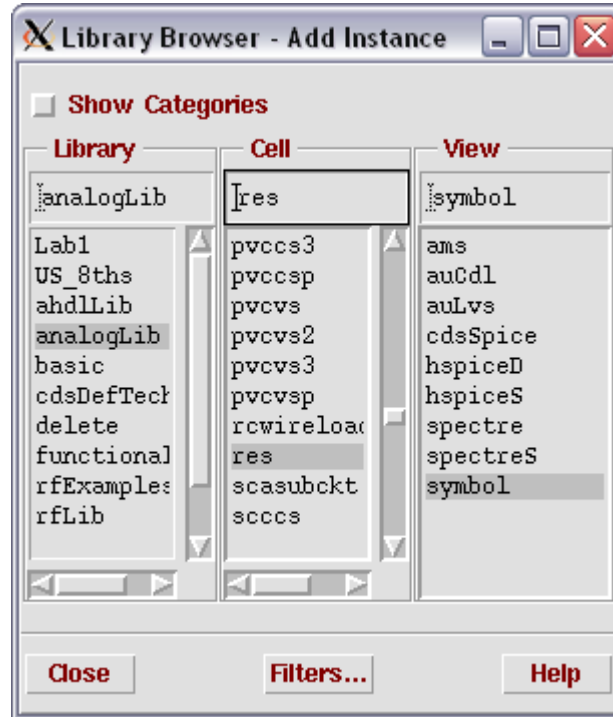 Library Browser - Add Instance
Show Categories
Library
analogLib
Lab1
US_8ths
ahdlLib
analogLib
basic
cdsDefTech
delete
functional
rfExamples
rfLib
Cell
res
pvccs3
pvccsp
pvcvs
pvcvs2
pvcvs3
pvcvsp
rcwireload
res
scasubckt
scccs
View
symbol
ams
auCdl
auLvs
cdsSpice
hspiceD
hspiceS
spectre
spectreS
symbol
Close
Filters...
Help